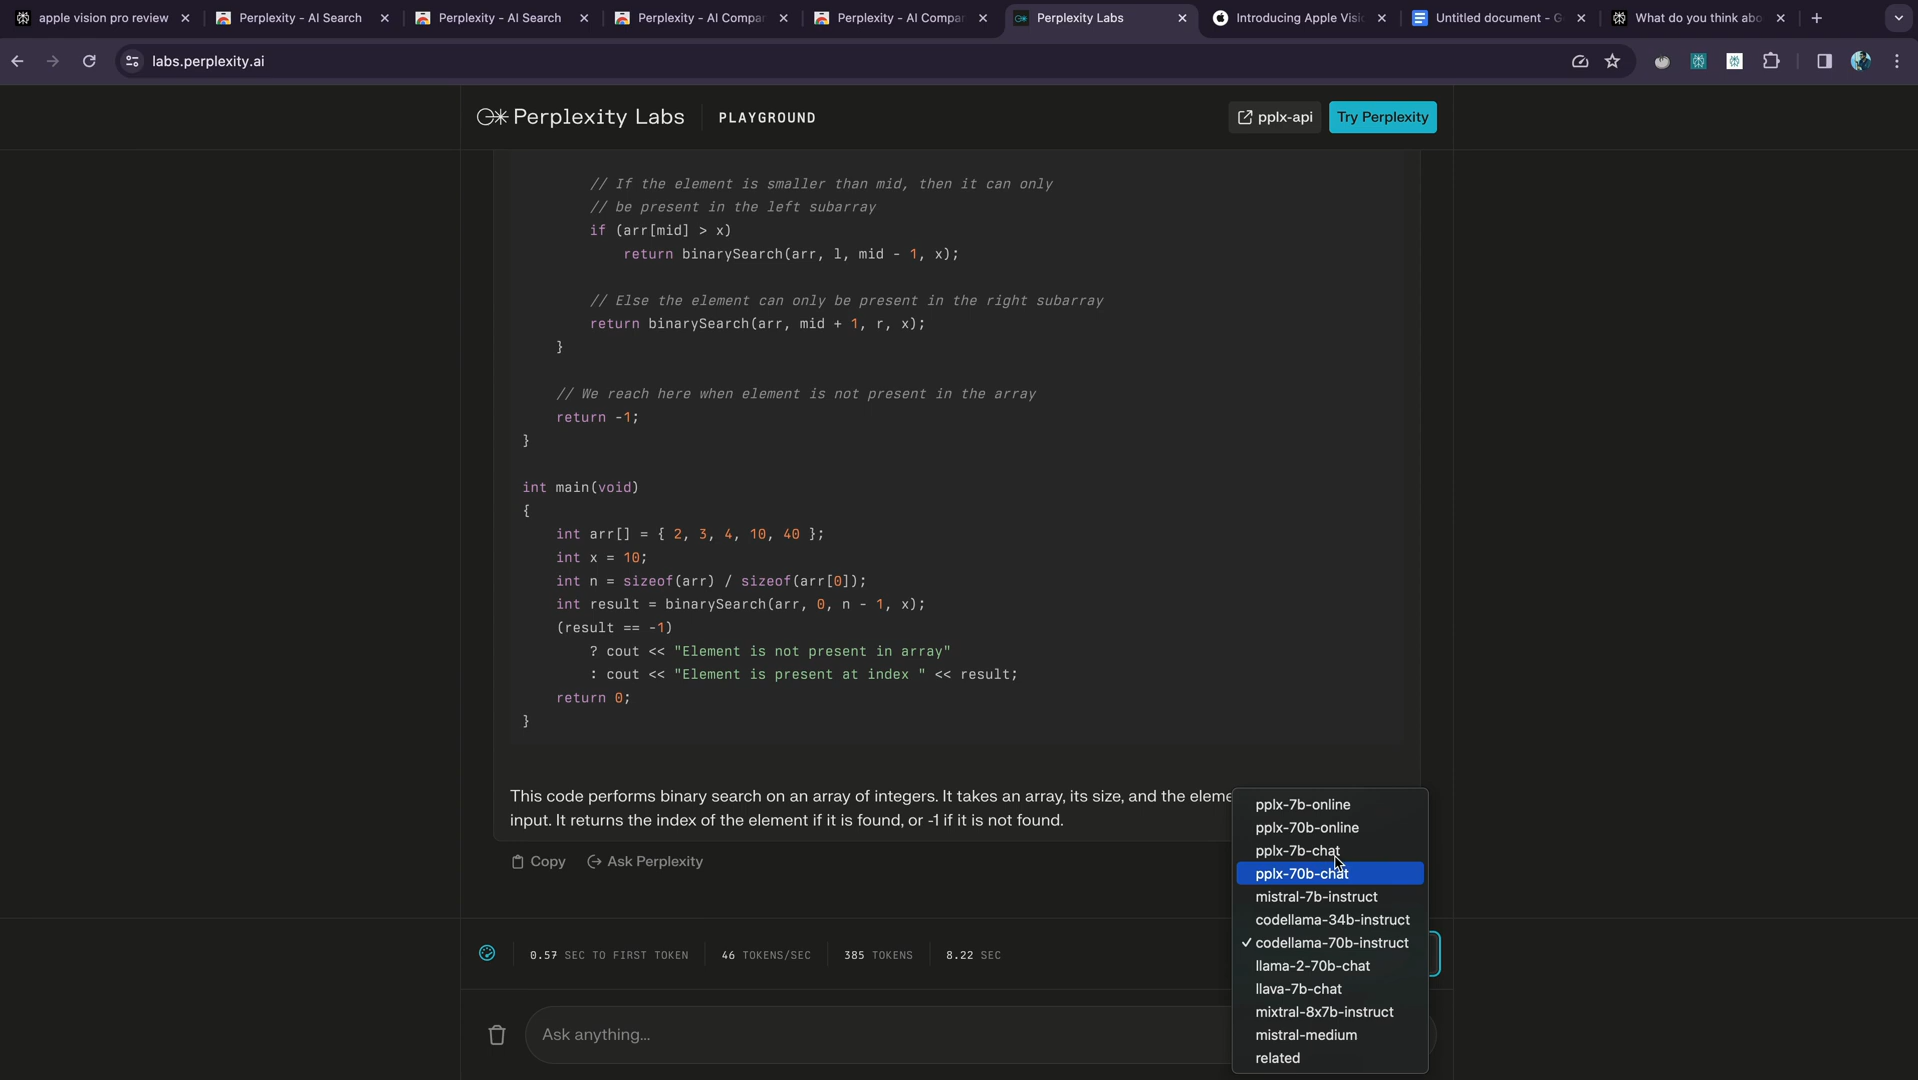 apple vision pro review
Perplexity - AI Search
Perplexity - AI Search
Perplexity - AI Compar
Perplexity - AI Compan
Perplexity Labs
Introducing Apple Visi
Untitled document - G
What do you think abo
labs.perplexity.ai
Perplexity Labs
PLAYGROUND
pplx-api
Try Perplexity
// If the element is smaller than mid, then it can only
// be present in the left subarray
if (arr[mid] > x)
return binarySearch(arr, l, mid - 1, x);
// Else the element can only be present in the right subarray
return binarySearch(arr, mid + 1, r, x);
}
// We reach here when element is not present in the array
return -1;
}
int main(void)
{
int arr[] = { 2, 3, 4, 10, 40 };
int x = 10;
int n = sizeof(arr) / sizeof(arr[0]);
int result = binarySearch(arr, 0, n - 1, x);
(result == -1)
? cout << "Element is not present in array"
: cout << "Element is present at index " << result;
return 0;
}
This code performs binary search on an array of integers. It takes an array, its size, and the eleme
input. It returns the index of the element if it is found, or -1 if it is not found.
Copy
Ask Perplexity
0.57 SEC TO FIRST TOKEN
46 TOKENS/SEC
385 TOKENS
8.22 SEC
Ask anything...
pplx-7b-online
pplx-70b-online
pplx-7b-chat
pplx-70b-chat
mistral-7b-instruct
codellama-34b-instruct
✓ codellama-70b-instruct
llama-2-70b-chat
llava-7b-chat
mixtral-8x7b-instruct
mistral-medium
related